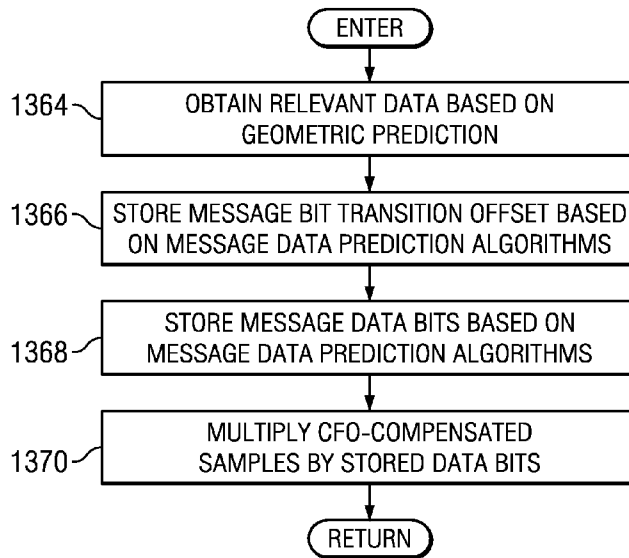 ENTER
1364
OBTAIN RELEVANT DATA BASED ON
GEOMETRIC PREDICTION
1366
STORE MESSAGE BIT TRANSITION OFFSET BASED
ON MESSAGE DATA PREDICTION ALGORITHMS
1368
STORE MESSAGE DATA BITS BASED ON
MESSAGE DATA PREDICTION ALGORITHMS
1370
MULTIPLY CFO-COMPENSATED
SAMPLES BY STORED DATA BITS
RETURN